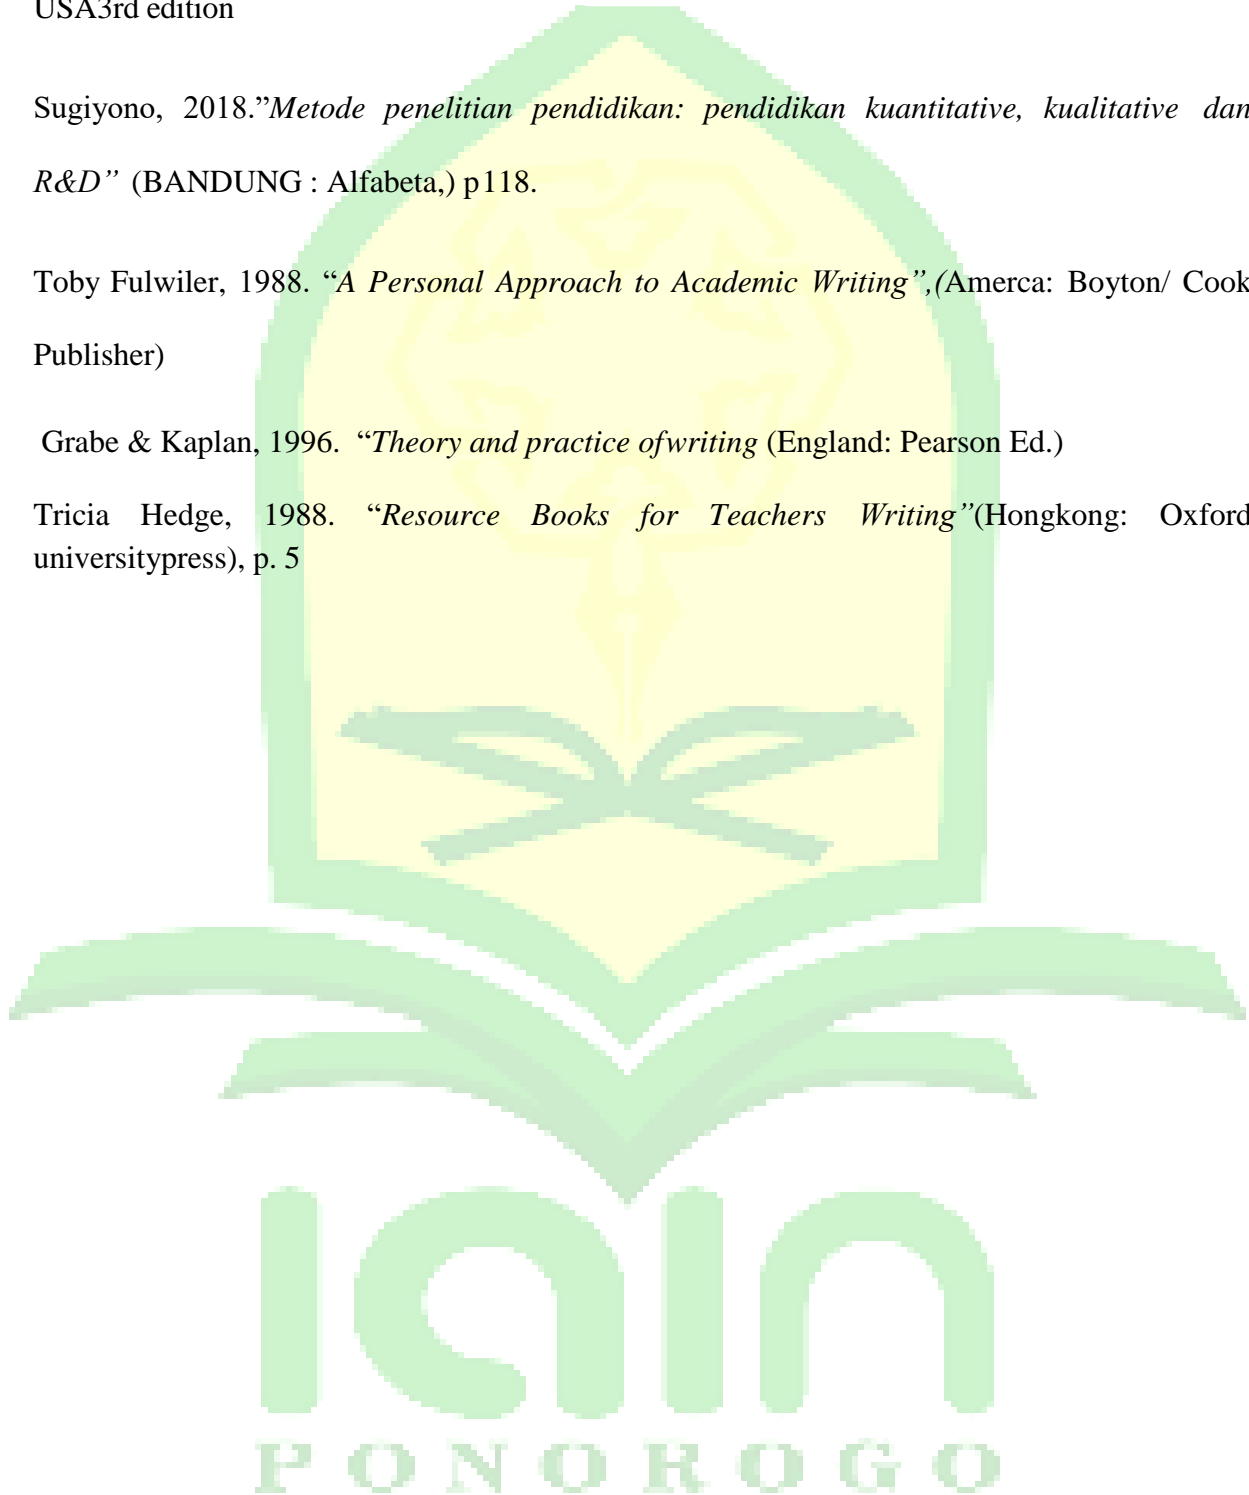 USA3rd edition
Sugiyono, 2018.”Metode penelitian pendidikan: pendidikan kuantitative, kualitative dan
R&D” (BANDUNG : Alfabeta,) p118.
Toby Fulwiler, 1988. “A Personal Approach to Academic Writing”,(Amerca: Boyton/ Cook
Publisher)
Grabe & Kaplan, 1996. “Theory and practice ofwriting (England: Pearson Ed.)
Tricia Hedge, 1988. “Resource Books for Teachers Writing”(Hongkong: Oxford
universitypress), p. 5
iain
PONOROGO